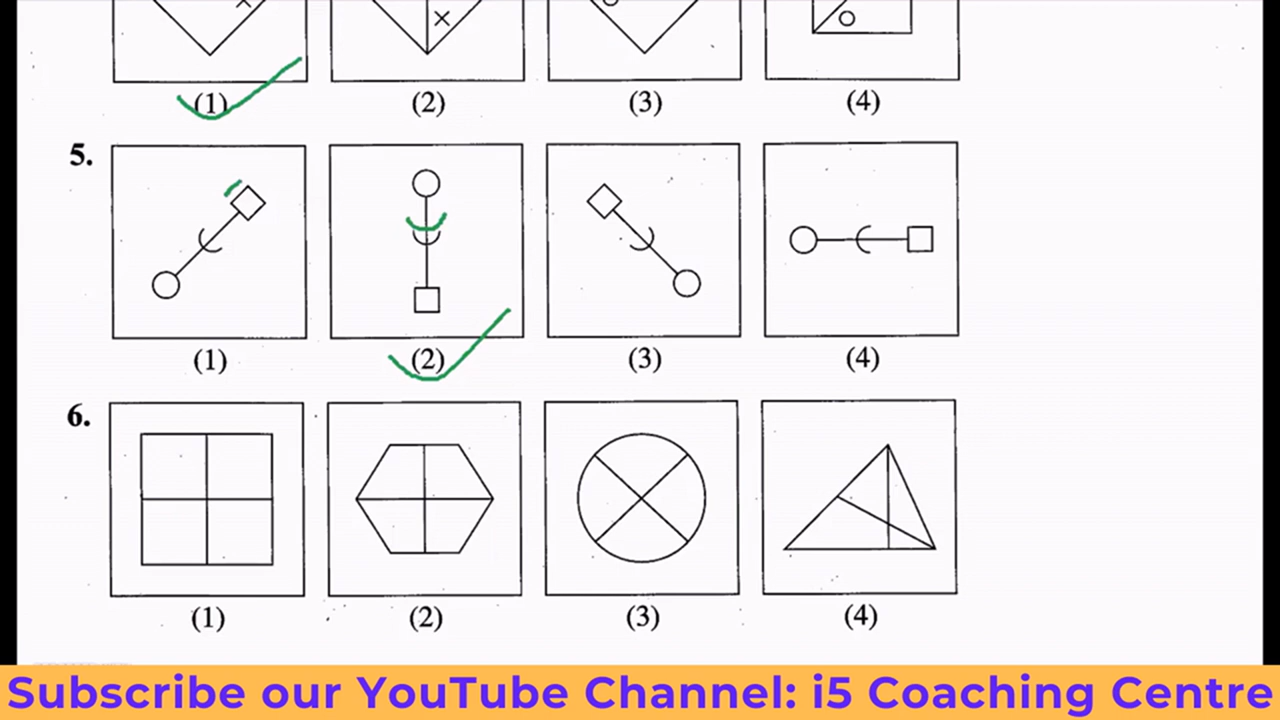 (1) (2) (3) (4)
5.
(1) (2) (3) (4)
6.
(1) (2) (3) (4)
Subscribe our YouTube Channel: i5 Coaching Centre